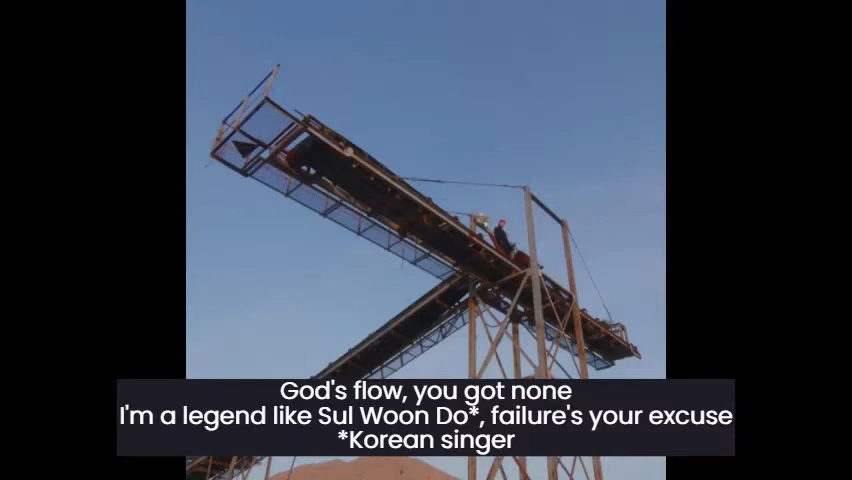 God's flow, you got none
I'm a legend like Sul Woon Do*, failure's your excuse
*Korean singer